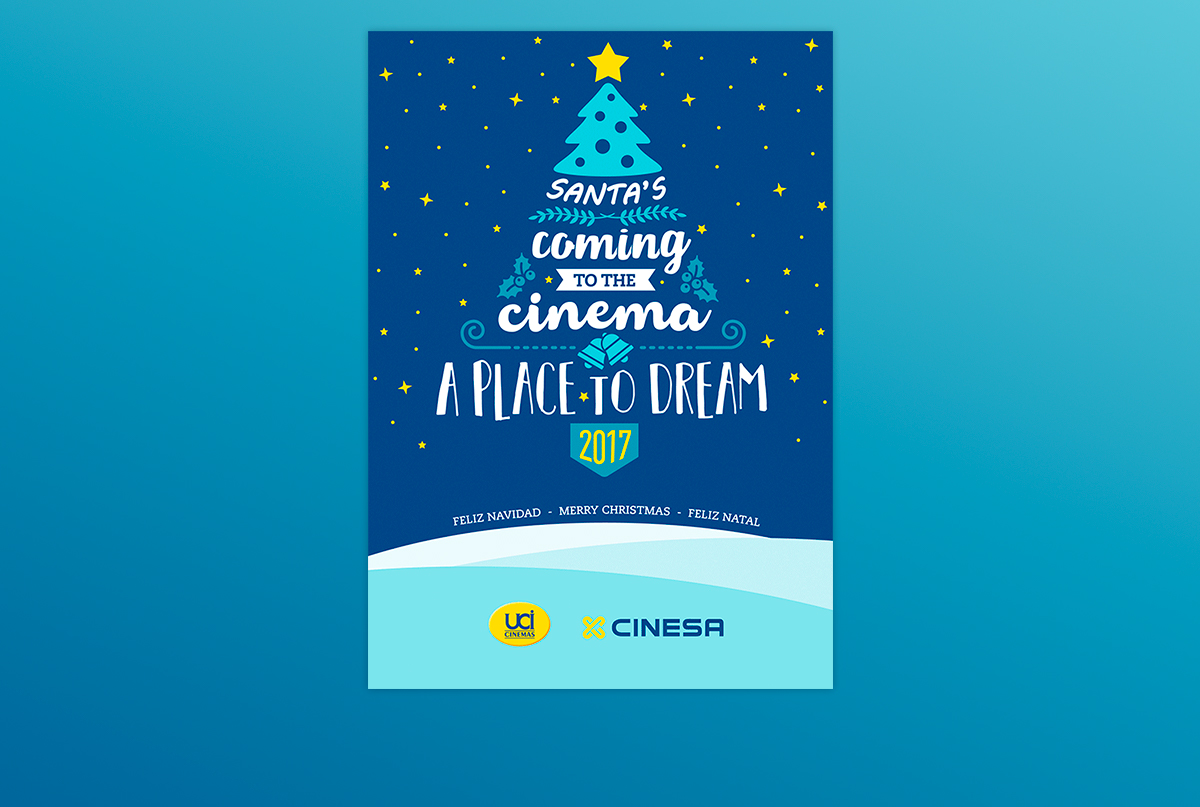 SANTA'S
coming
TO THE
cinema
A PLACE TO DREAM
2017
FELIZ NAVIDAD - MERRY CHRISTMAS - FELIZ NATAL
uci
CINEMAS
CINESA